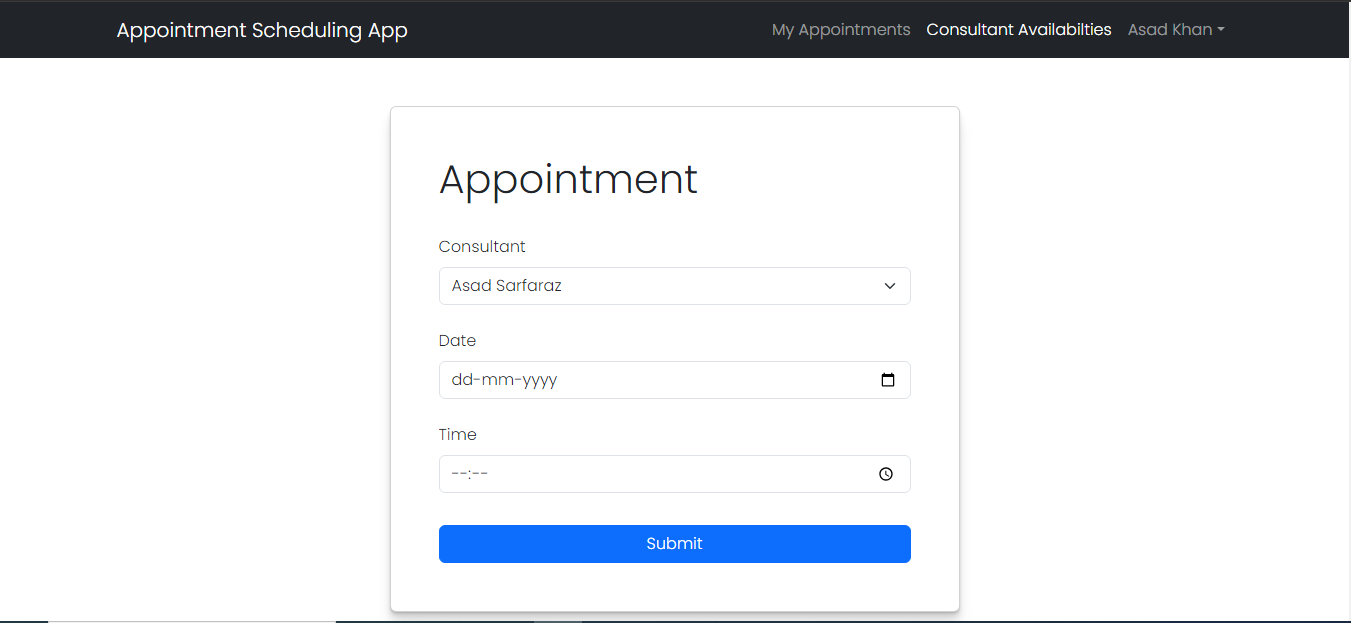 Appointment Scheduling App My Appointments Consultant Availabilties Asad Khan
Appointment
Consultant
Asad Sarfaraz
Date
dd-mm-yyyy
Time
--:--
Submit